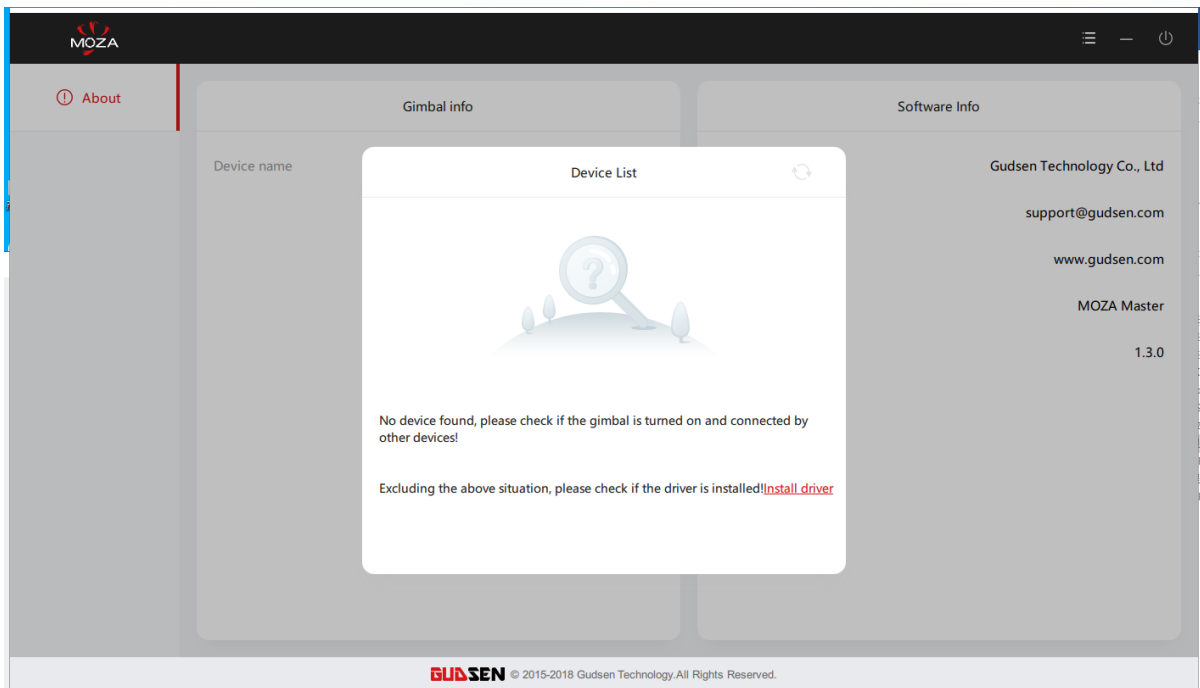 MOZA
About
Gimbal info
Software Info
Device name
Gudsen Technology Co., Ltd
support@gudsen.com
www.gudsen.com
MOZA Master
1.3.0
Device List
No device found, please check if the gimbal is turned on and connected by
other devices!
Excluding the above situation, please check if the driver is installed!Install driver
GUDSEN © 2015-2018 Gudsen Technology.All Rights Reserved.